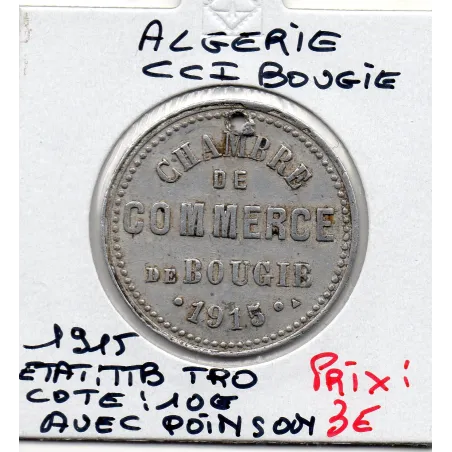 ALGERIE
CCI BOUGIE
CHAMBRE
DE
COMMERCE
DE BOUGIE
1915
1915
ETAT: TTB TRO
COTE: 10€
AVEC POINSON
PRIX:
3€